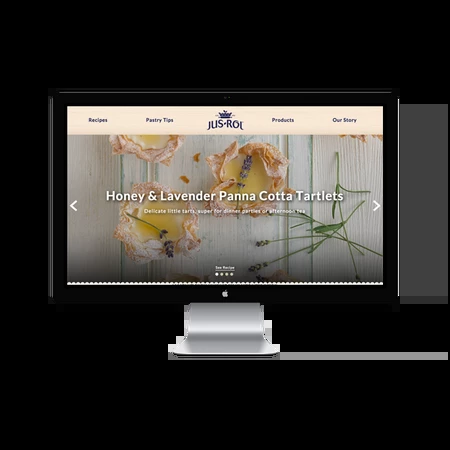 Recipes
Pastry Tips
JUS-ROL
Products
Our Story
Honey & Lavender Panna Cotta Tartlets
Delicate little tarts, super for dinner parties or afternoon tea
See Recipe